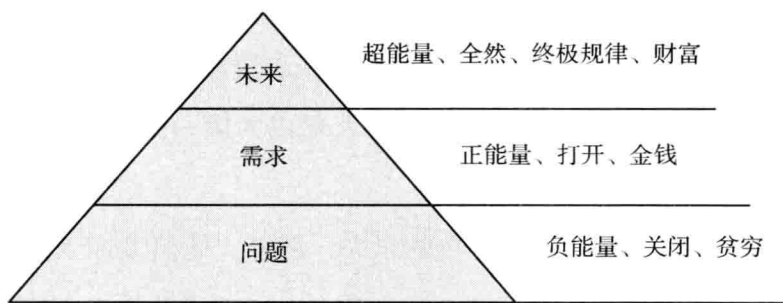 未来
超能量、全然、终极规律、财富
需求
正能量、打开、金钱
问题
负能量、关闭、贫穷